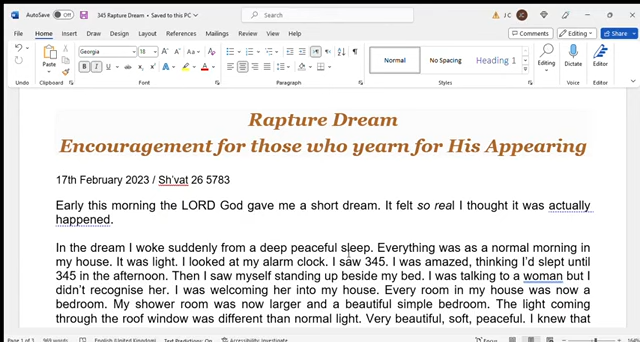 AutoSave Off 345 Rapture Dream • Saved to this PC J C JC
File Home Insert Draw Design Layout References Mailings Review View Help Comments Editing Share
Paste Georgia 18 Normal No Spacing Heading 1 Editing Dictate Editor
Undo Clipboard Font Paragraph Styles Voice Editor
Rapture Dream
Encouragement for those who yearn for His Appearing
17th February 2023 / Sh'vat 26 5783
Early this morning the LORD God gave me a short dream. It felt so real I thought it was actually
happened.
In the dream I woke suddenly from a deep peaceful sleep. Everything was as a normal morning in
my house. It was light. I looked at my alarm clock. I saw 345. I was amazed, thinking I'd slept until
345 in the afternoon. Then I saw myself standing up beside my bed. I was talking to a woman but I
didn't recognise her. I was welcoming her into my house. Every room in my house was now a
bedroom. My shower room was now larger and a beautiful simple bedroom. The light coming
through the roof window was different than normal light. Very beautiful, soft, peaceful. I knew that
Page 1 of 3 969 words English (United Kingdom) Text Predictions: On Accessibility: Investigate Focus